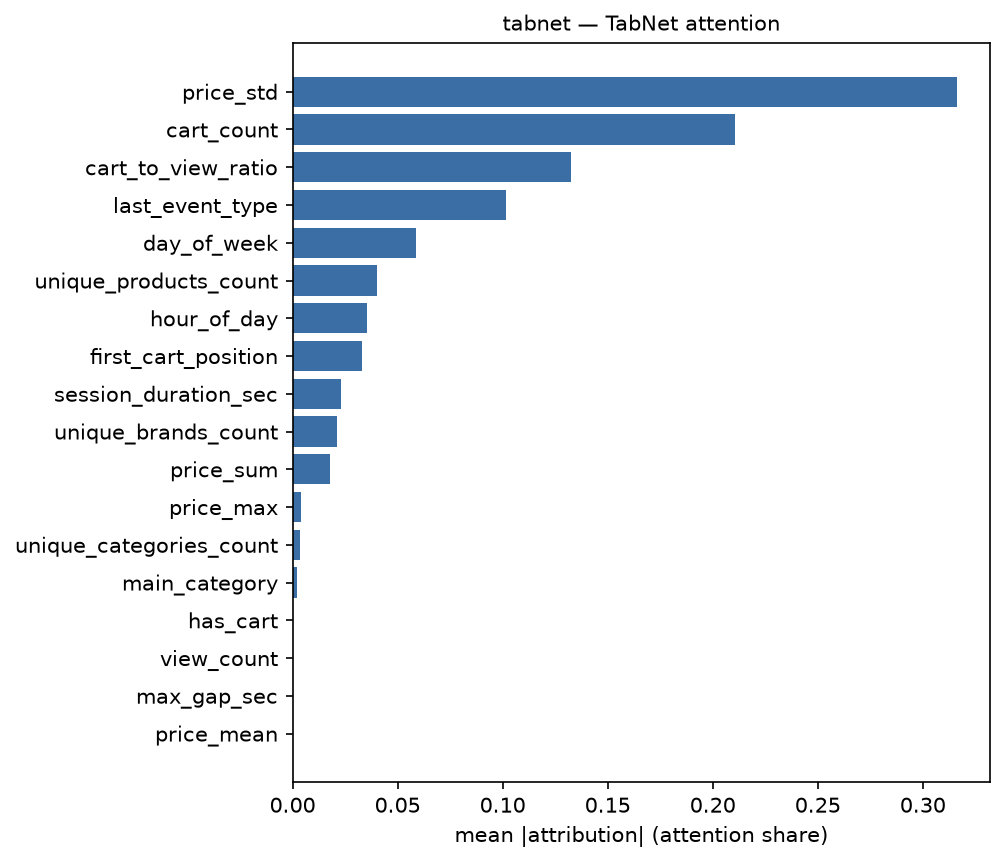 tabnet — TabNet attention
price_std
cart_count
cart_to_view_ratio
last_event_type
day_of_week
unique_products_count
hour_of_day
first_cart_position
session_duration_sec
unique_brands_count
price_sum
price_max
unique_categories_count
main_category
has_cart
view_count
max_gap_sec
price_mean
0.00 0.05 0.10 0.15 0.20 0.25 0.30
mean |attribution| (attention share)